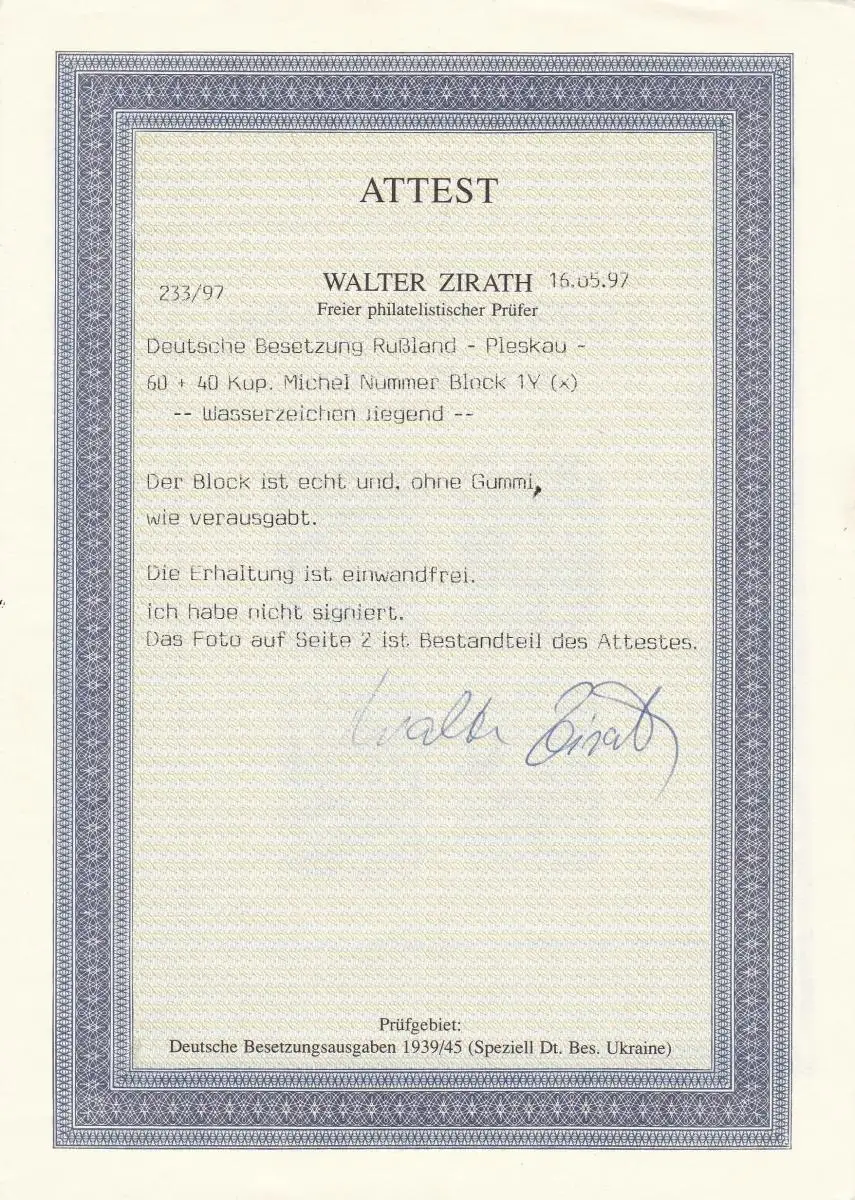 ATTEST
233/97 WALTER ZIRATH 16.05.97
Freier philatelistischer Prüfer
Deutsche Besetzung Rußland - Pleskau -
60 + 40 Kop. Michel Nummer Block 1Y (x)
-- Wasserzeichen liegend --
Der Block ist echt und, ohne Gummi,
wie verausgabt.
Die Erhaltung ist einwandfrei.
ich habe nicht signiert.
Das Foto auf Seite 2 ist Bestandteil des Attestes.
Walter Zirath
Prüfgebiet:
Deutsche Besetzungsausgaben 1939/45 (Speziell Dt. Bes. Ukraine)